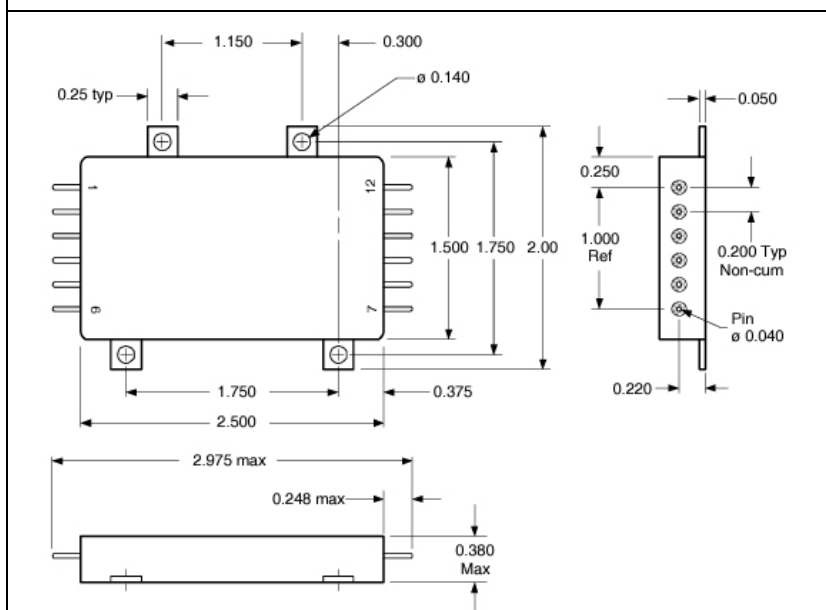 1.150
0.300
ø 0.140
0.25 typ
0.050
1
12
0.250
1.500
1.750
2.00
1.000
Ref
0.200 Typ
Non-cum
6
7
Pin
ø 0.040
1.750
0.375
0.220
2.500
2.975 max
0.248 max
0.380
Max